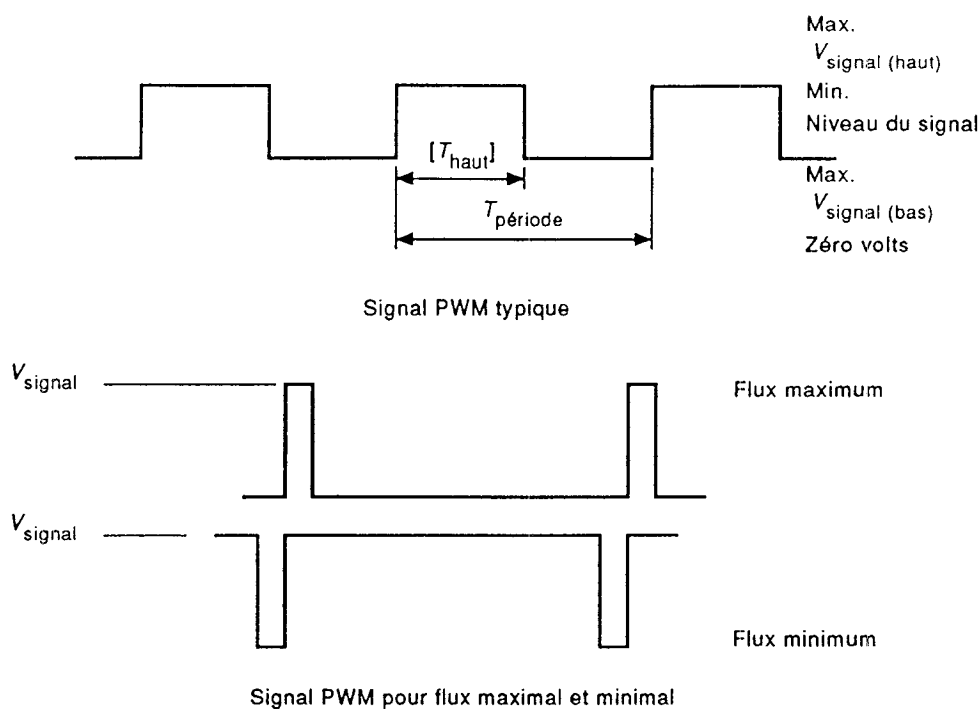 Max.
Vsignal (haut)
Min.
Niveau du signal
[Thaut]
Max.
Vsignal (bas)
Tpériode
Zéro volts
Signal PWM typique
Vsignal
Flux maximum
Vsignal
Flux minimum
Signal PWM pour flux maximal et minimal